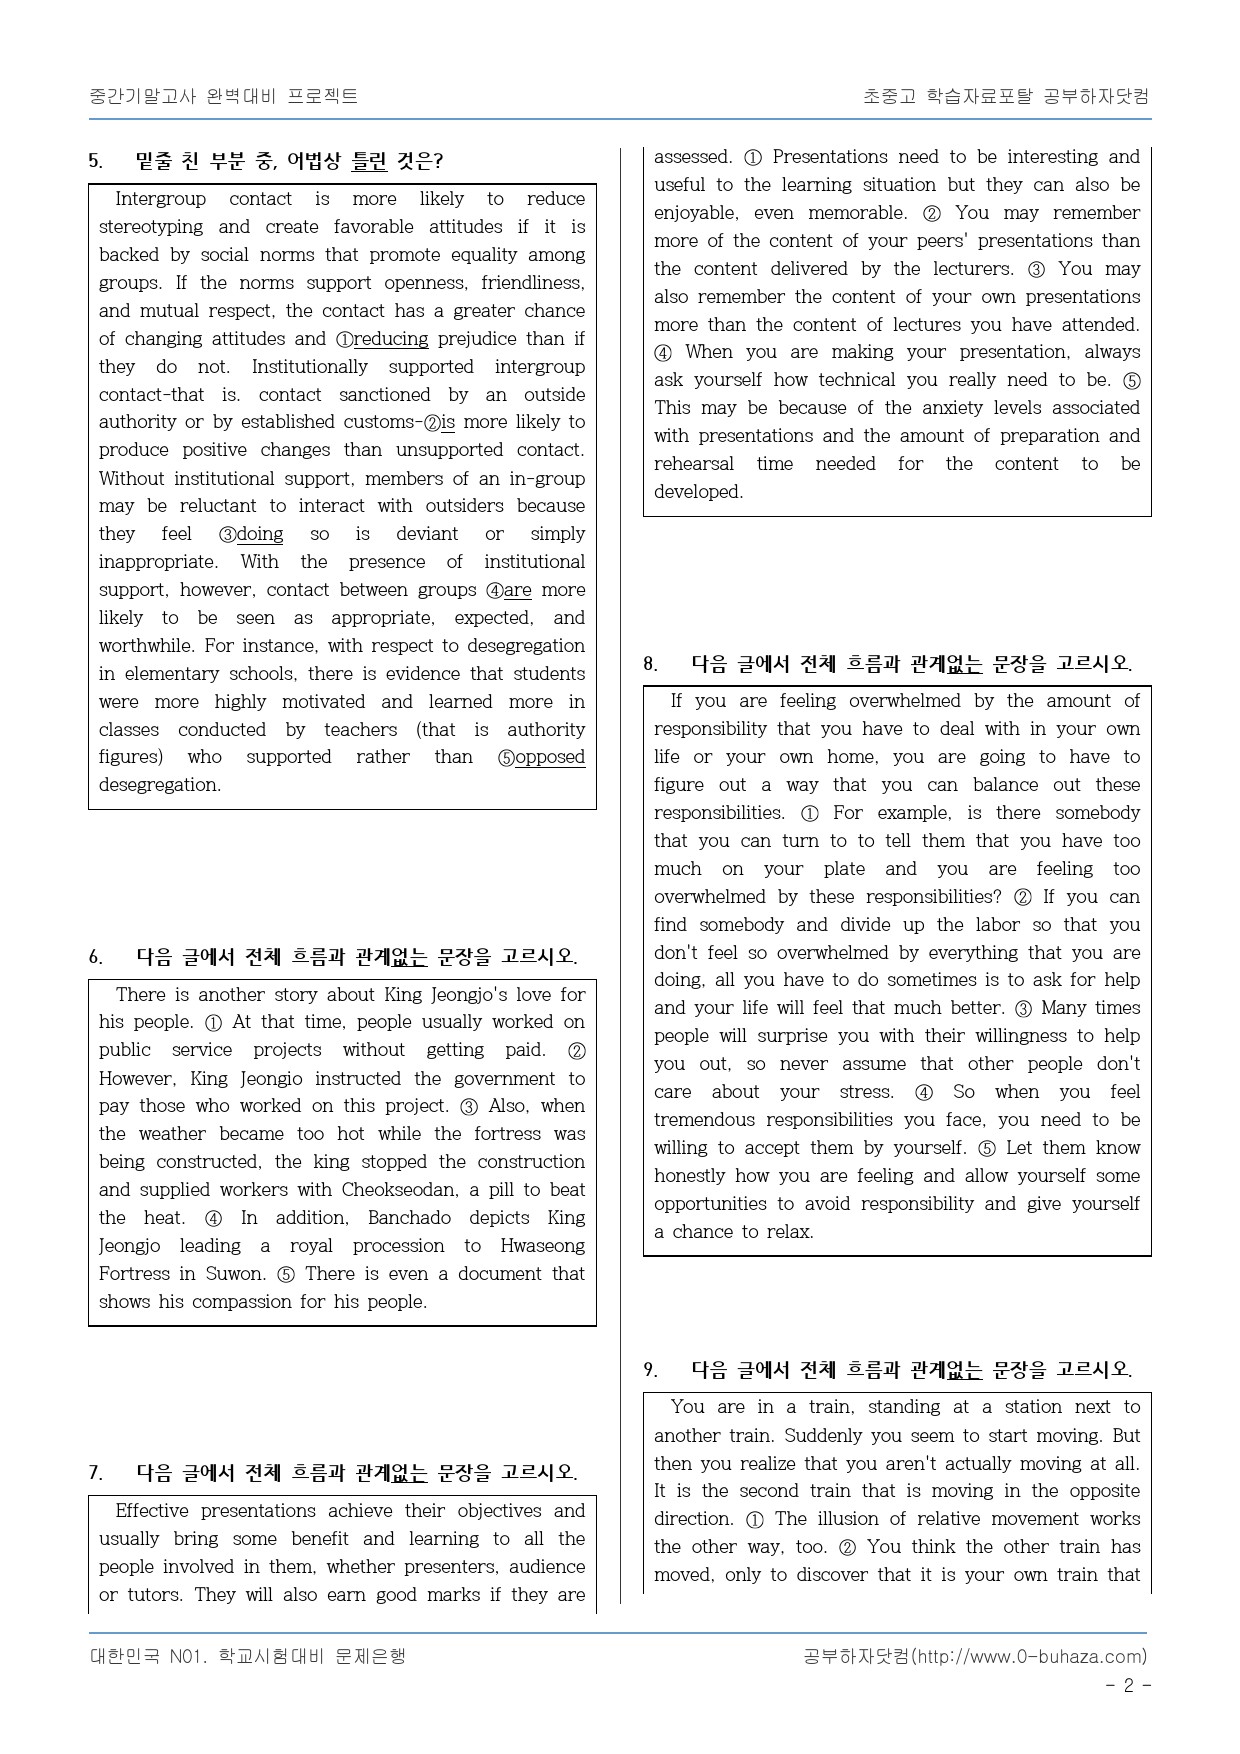 중간기말고사 완벽대비 프로젝트
초중고 학습자료포탈 공부하자닷컴
5. 밑줄 친 부분 중, 어법상 틀린 것은?
Intergroup contact is more likely to reduce
stereotyping and create favorable attitudes if it is
backed by social norms that promote equality among
groups. If the norms support openness, friendliness,
and mutual respect, the contact has a greater chance
of changing attitudes and ①reducing prejudice than if
they do not. Institutionally supported intergroup
contact-that is. contact sanctioned by an outside
authority or by established customs-②is more likely to
produce positive changes than unsupported contact.
Without institutional support, members of an in-group
may be reluctant to interact with outsiders because
they feel ③doing so is deviant or simply
inappropriate. With the presence of institutional
support, however, contact between groups ④are more
likely to be seen as appropriate, expected, and
worthwhile. For instance, with respect to desegregation
in elementary schools, there is evidence that students
were more highly motivated and learned more in
classes conducted by teachers (that is authority
figures) who supported rather than ⑤opposed
desegregation.
6. 다음 글에서 전체 흐름과 관계없는 문장을 고르시오.
There is another story about King Jeongjo's love for
his people. ① At that time, people usually worked on
public service projects without getting paid. ②
However, King Jeongio instructed the government to
pay those who worked on this project. ③ Also, when
the weather became too hot while the fortress was
being constructed, the king stopped the construction
and supplied workers with Cheokseodan, a pill to beat
the heat. ④ In addition, Banchado depicts King
Jeongjo leading a royal procession to Hwaseong
Fortress in Suwon. ⑤ There is even a document that
shows his compassion for his people.
7. 다음 글에서 전체 흐름과 관계없는 문장을 고르시오.
Effective presentations achieve their objectives and
usually bring some benefit and learning to all the
people involved in them, whether presenters, audience
or tutors. They will also earn good marks if they are
assessed. ① Presentations need to be interesting and
useful to the learning situation but they can also be
enjoyable, even memorable. ② You may remember
more of the content of your peers' presentations than
the content delivered by the lecturers. ③ You may
also remember the content of your own presentations
more than the content of lectures you have attended.
④ When you are making your presentation, always
ask yourself how technical you really need to be. ⑤
This may be because of the anxiety levels associated
with presentations and the amount of preparation and
rehearsal time needed for the content to be
developed.
8. 다음 글에서 전체 흐름과 관계없는 문장을 고르시오.
If you are feeling overwhelmed by the amount of
responsibility that you have to deal with in your own
life or your own home, you are going to have to
figure out a way that you can balance out these
responsibilities. ① For example, is there somebody
that you can turn to to tell them that you have too
much on your plate and you are feeling too
overwhelmed by these responsibilities? ② If you can
find somebody and divide up the labor so that you
don't feel so overwhelmed by everything that you are
doing, all you have to do sometimes is to ask for help
and your life will feel that much better. ③ Many times
people will surprise you with their willingness to help
you out, so never assume that other people don't
care about your stress. ④ So when you feel
tremendous responsibilities you face, you need to be
willing to accept them by yourself. ⑤ Let them know
honestly how you are feeling and allow yourself some
opportunities to avoid responsibility and give yourself
a chance to relax.
9. 다음 글에서 전체 흐름과 관계없는 문장을 고르시오.
You are in a train, standing at a station next to
another train. Suddenly you seem to start moving. But
then you realize that you aren't actually moving at all.
It is the second train that is moving in the opposite
direction. ① The illusion of relative movement works
the other way, too. ② You think the other train has
moved, only to discover that it is your own train that
대한민국 N01. 학교시험대비 문제은행
공부하자닷컴(http://www.0-buhaza.com)
- 2 -